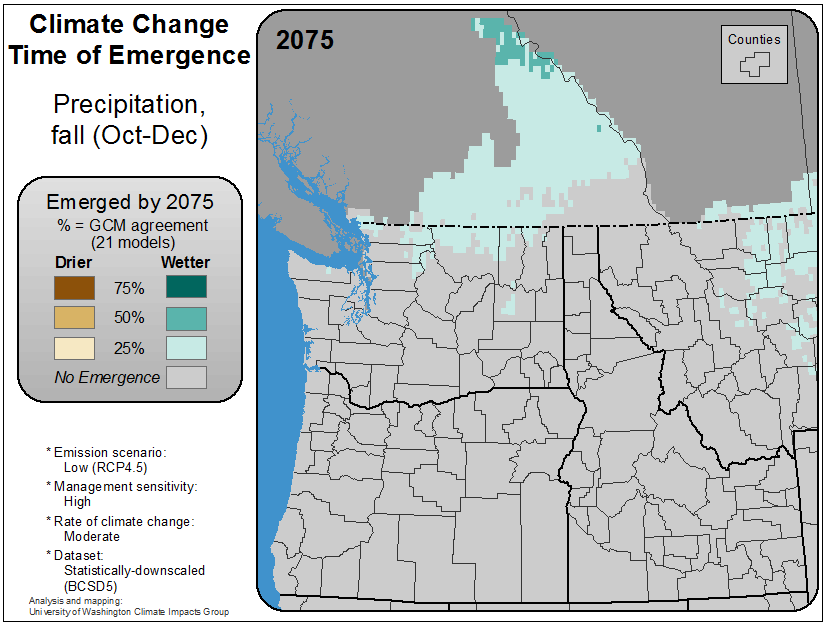 Climate Change
Time of Emergence
Precipitation,
fall (Oct-Dec)
Emerged by 2075
% = GCM agreement
(21 models)
Drier Wetter
75%
50%
25%
No Emergence
* Emission scenario:
Low (RCP4.5)
* Management sensitivity:
High
* Rate of climate change:
Moderate
* Dataset:
Statistically-downscaled
(BCSD5)
Analysis and mapping:
University of Washington Climate Impacts Group
2075
Counties